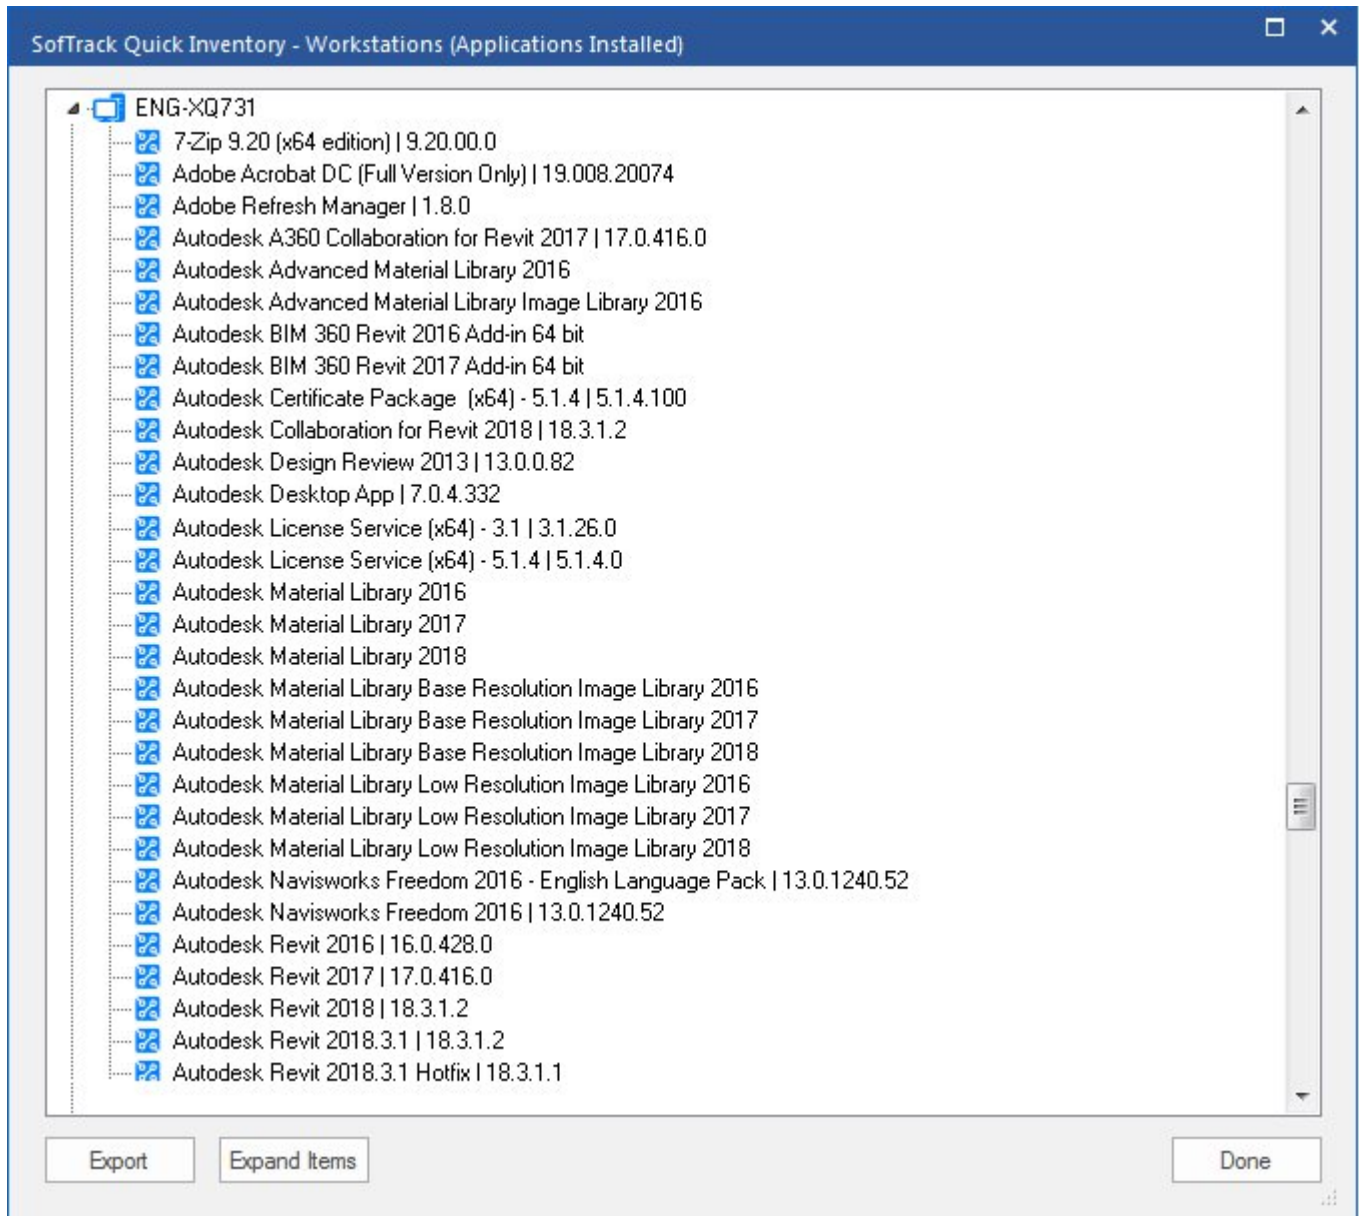 SofTrack Quick Inventory - Workstations (Applications Installed)
ENG-XQ731
7-Zip 9.20 (x64 edition) | 9.20.00.0
Adobe Acrobat DC (Full Version Only) | 19.008.20074
Adobe Refresh Manager | 1.8.0
Autodesk A360 Collaboration for Revit 2017 | 17.0.416.0
Autodesk Advanced Material Library 2016
Autodesk Advanced Material Library Image Library 2016
Autodesk BIM 360 Revit 2016 Add-in 64 bit
Autodesk BIM 360 Revit 2017 Add-in 64 bit
Autodesk Certificate Package  (x64) - 5.1.4 | 5.1.4.100
Autodesk Collaboration for Revit 2018 | 18.3.1.2
Autodesk Design Review 2013 | 13.0.0.82
Autodesk Desktop App | 7.0.4.332
Autodesk License Service (x64) - 3.1 | 3.1.26.0
Autodesk License Service (x64) - 5.1.4 | 5.1.4.0
Autodesk Material Library 2016
Autodesk Material Library 2017
Autodesk Material Library 2018
Autodesk Material Library Base Resolution Image Library 2016
Autodesk Material Library Base Resolution Image Library 2017
Autodesk Material Library Base Resolution Image Library 2018
Autodesk Material Library Low Resolution Image Library 2016
Autodesk Material Library Low Resolution Image Library 2017
Autodesk Material Library Low Resolution Image Library 2018
Autodesk Navisworks Freedom 2016 - English Language Pack | 13.0.1240.52
Autodesk Navisworks Freedom 2016 | 13.0.1240.52
Autodesk Revit 2016 | 16.0.428.0
Autodesk Revit 2017 | 17.0.416.0
Autodesk Revit 2018 | 18.3.1.2
Autodesk Revit 2018.3.1 | 18.3.1.2
Autodesk Revit 2018.3.1 Hotfix | 18.3.1.1
Export Expand Items Done